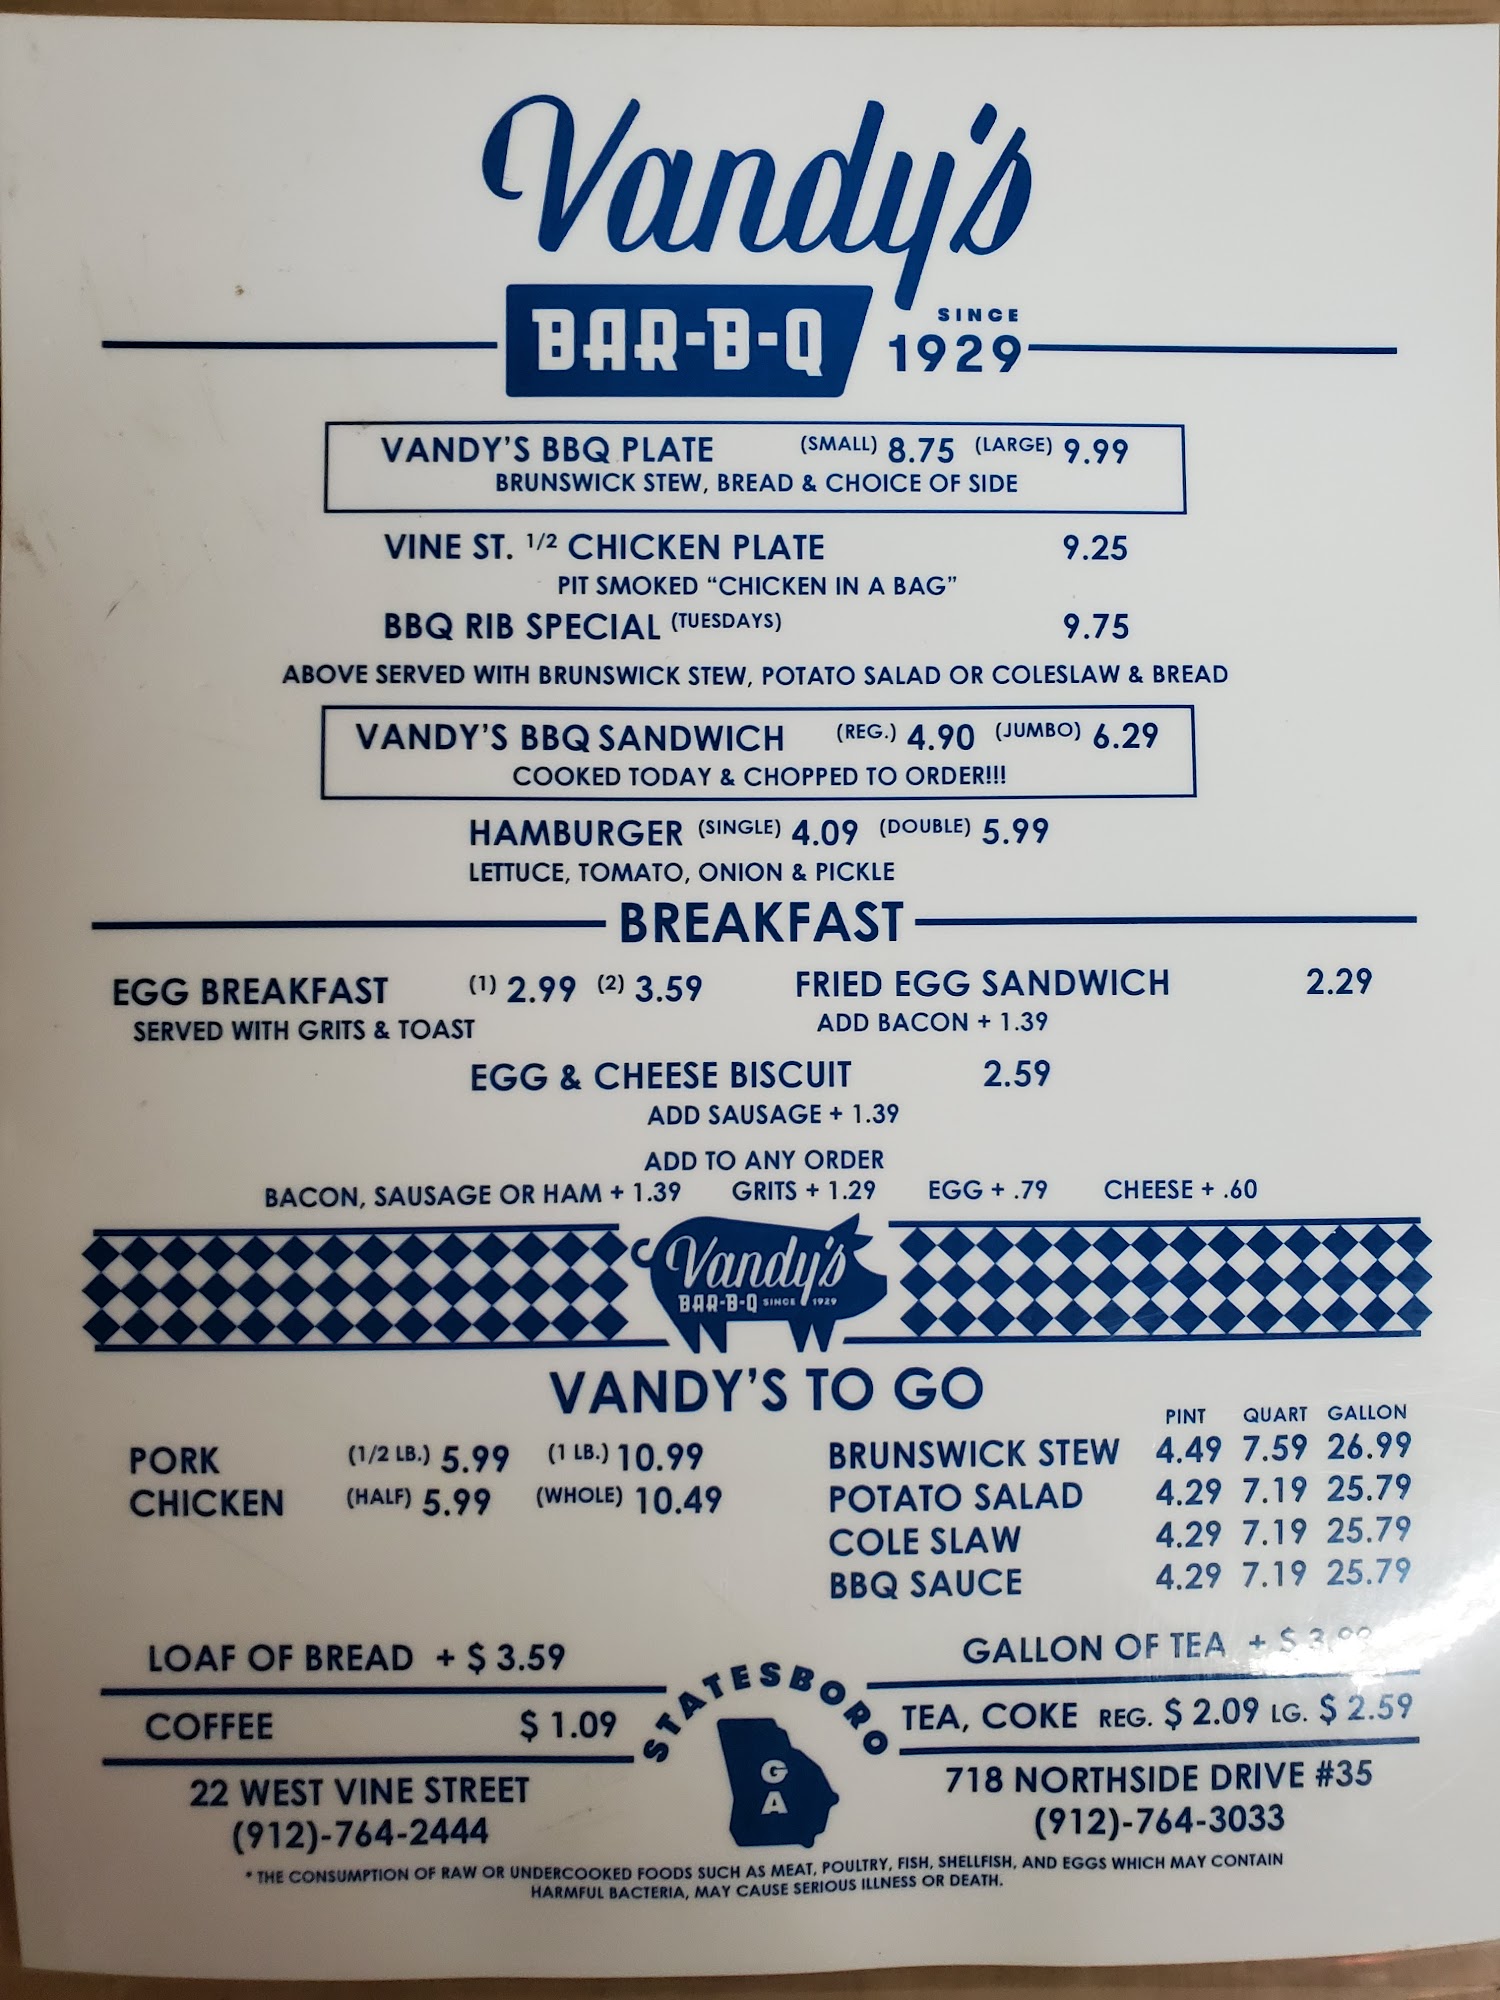 Vandy's
BAR-B-Q SINCE 1929
VANDY'S BBQ PLATE (SMALL) 8.75 (LARGE) 9.99
BRUNSWICK STEW, BREAD & CHOICE OF SIDE
VINE ST. 1/2 CHICKEN PLATE 9.25
PIT SMOKED "CHICKEN IN A BAG"
BBQ RIB SPECIAL (TUESDAYS) 9.75
ABOVE SERVED WITH BRUNSWICK STEW, POTATO SALAD OR COLESLAW & BREAD
VANDY'S BBQ SANDWICH (REG.) 4.90 (JUMBO) 6.29
COOKED TODAY & CHOPPED TO ORDER!!!
HAMBURGER (SINGLE) 4.09 (DOUBLE) 5.99
LETTUCE, TOMATO, ONION & PICKLE
BREAKFAST
EGG BREAKFAST (1) 2.99 (2) 3.59
SERVED WITH GRITS & TOAST
FRIED EGG SANDWICH 2.29
ADD BACON + 1.39
EGG & CHEESE BISCUIT 2.59
ADD SAUSAGE + 1.39
ADD TO ANY ORDER
BACON, SAUSAGE OR HAM + 1.39 GRITS + 1.29 EGG + .79 CHEESE + .60
Vandy's
BAR-B-Q SINCE 1929
VANDY'S TO GO
PORK (1/2 LB.) 5.99 (1 LB.) 10.99
CHICKEN (HALF) 5.99 (WHOLE) 10.49
PINT QUART GALLON
BRUNSWICK STEW 4.49 7.59 26.99
POTATO SALAD 4.29 7.19 25.79
COLE SLAW 4.29 7.19 25.79
BBQ SAUCE 4.29 7.19 25.79
LOAF OF BREAD + $ 3.59
GALLON OF TEA + $
COFFEE $ 1.09
STATESBORO
GA
TEA, COKE REG. $ 2.09 LG. $ 2.59
22 WEST VINE STREET
(912)-764-2444
718 NORTHSIDE DRIVE #35
(912)-764-3033
* THE CONSUMPTION OF RAW OR UNDERCOOKED FOODS SUCH AS MEAT, POULTRY, FISH, SHELLFISH, AND EGGS WHICH MAY CONTAIN
HARMFUL BACTERIA, MAY CAUSE SERIOUS ILLNESS OR DEATH.